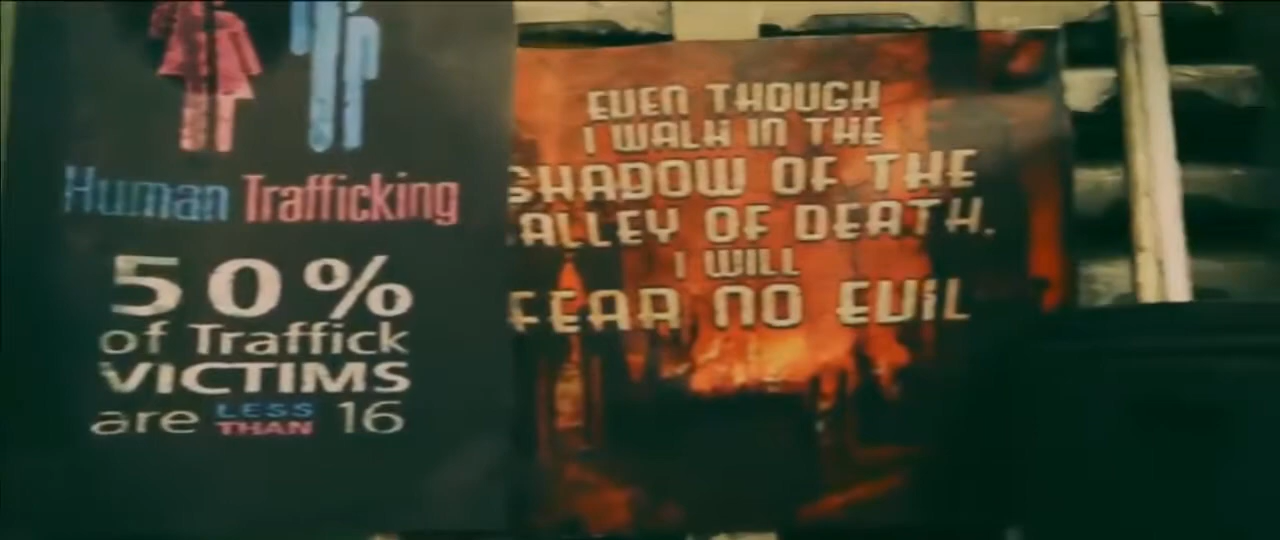 Human Trafficking
50%
of Traffick
VICTIMS
are LESS THAN 16
EVEN THOUGH
I WALK IN THE
SHADOW OF THE
ALLEY OF DEATH.
I WILL
FEAR NO EVIL